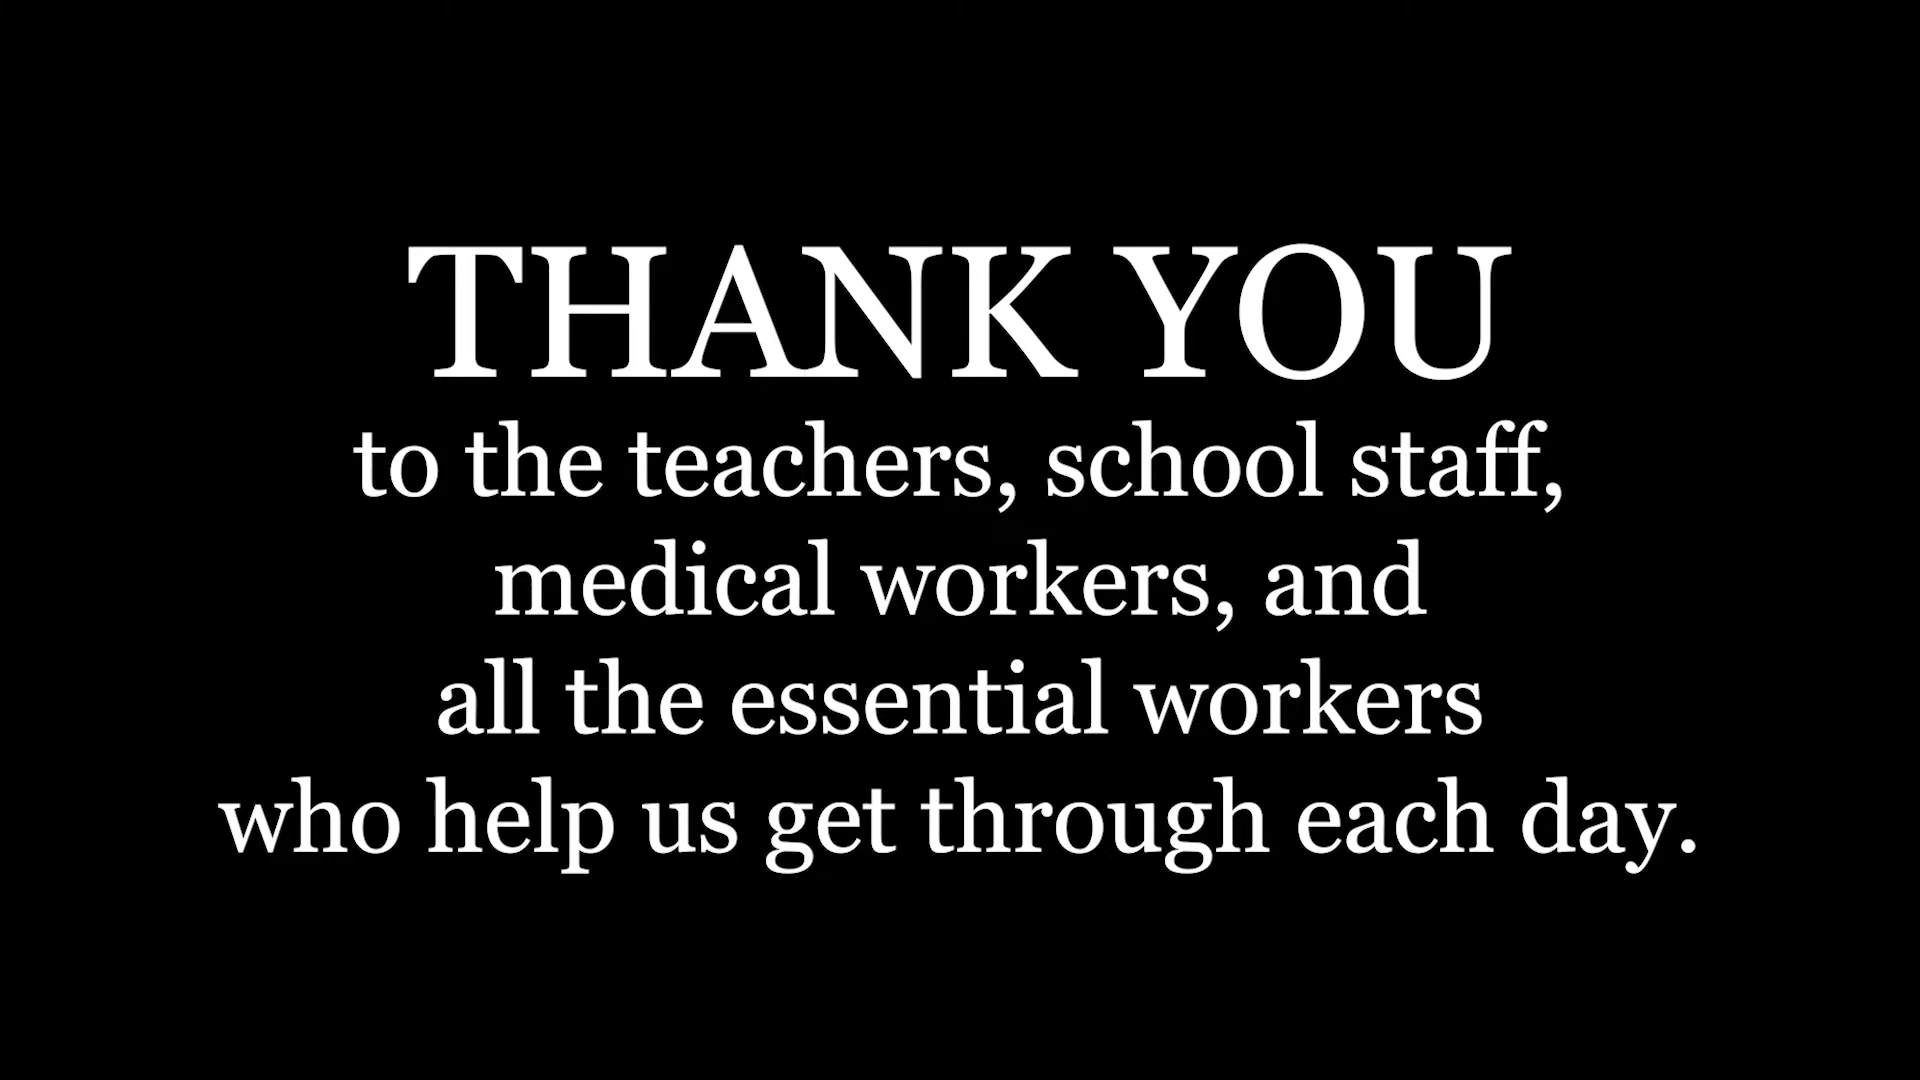 THANK YOU
to the teachers, school staff,
medical workers, and
all the essential workers
who help us get through each day.